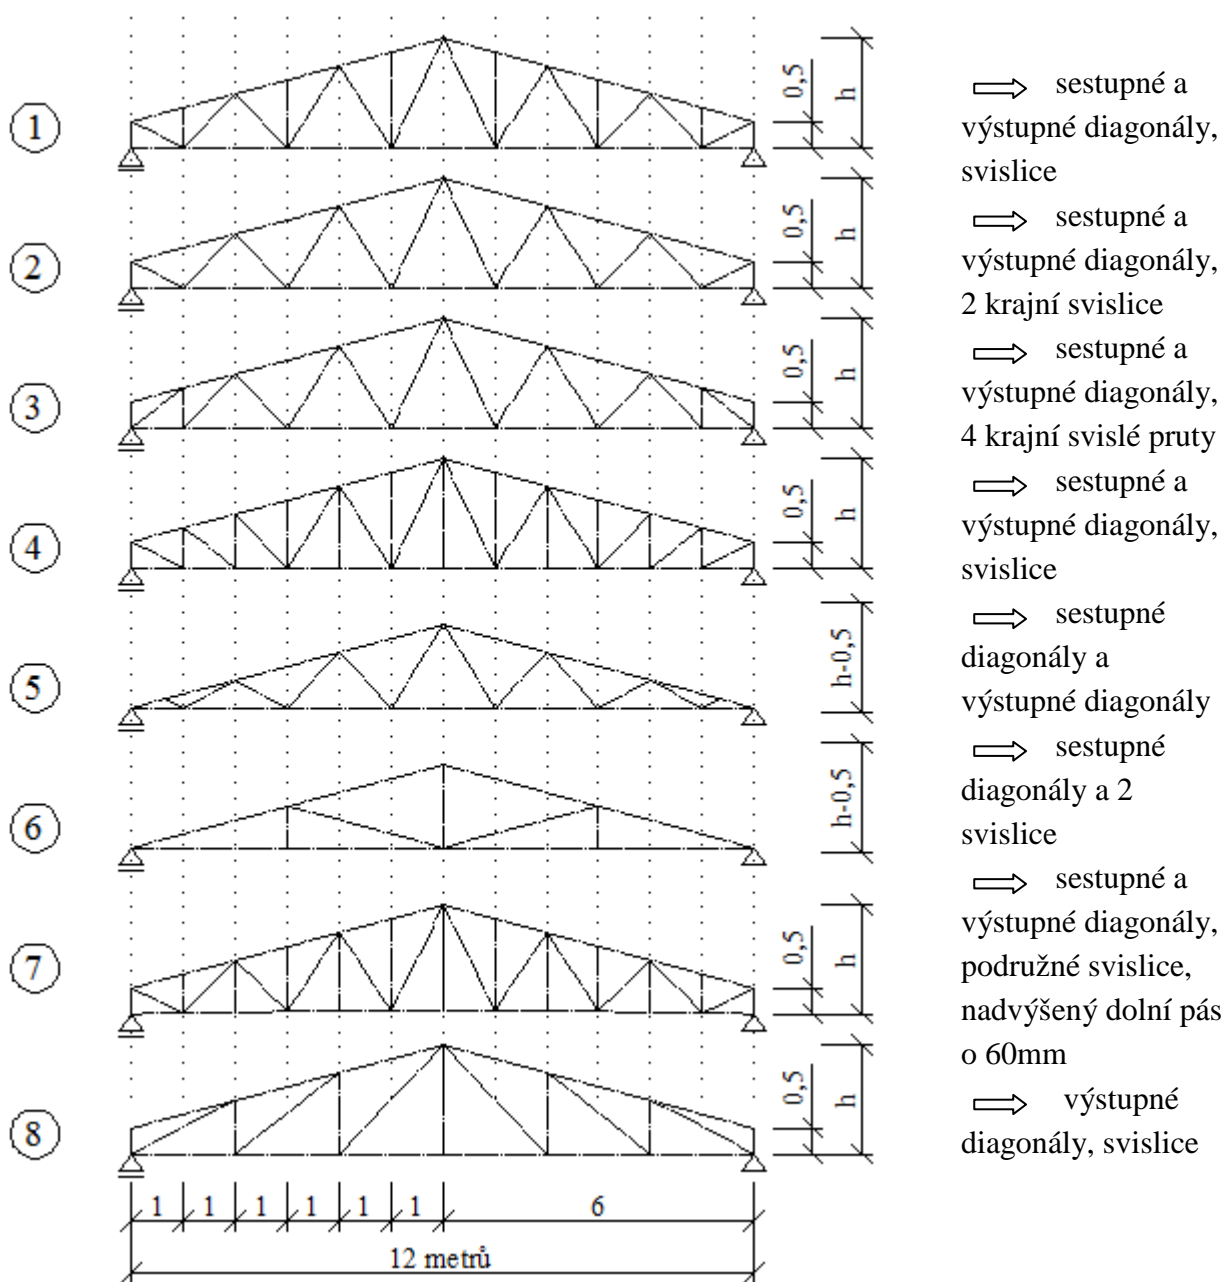 1
0,5
h
sestupné a
výstupné diagonály,
svislice
2
0,5
h
sestupné a
výstupné diagonály,
2 krajní svislice
3
0,5
h
sestupné a
výstupné diagonály,
4 krajní svislé pruty
4
0,5
h
sestupné a
výstupné diagonály,
svislice
5
h-0,5
sestupné
diagonály a
výstupné diagonály
6
h-0,5
sestupné
diagonály a 2
svislice
7
0,5
h
sestupné a
výstupné diagonály,
podružné svislice,
nadvýšený dolní pás
o 60mm
8
0,5
h
výstupné
diagonály, svislice
1 1 1 1 1 1 6
12 metrů